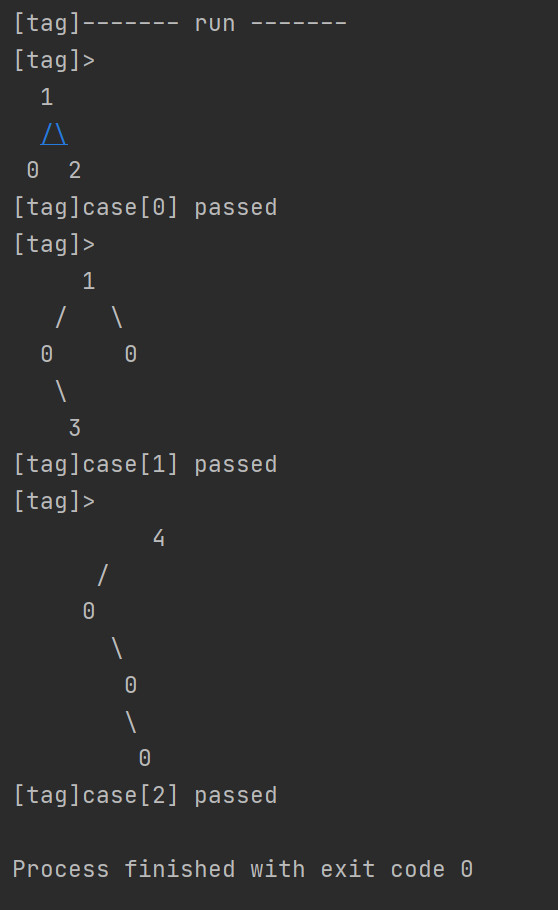 [tag]------- run -------
[tag]>
  1
  /\
 0  2
[tag]case[0] passed
[tag]>
     1
   /   \
  0     0
   \
    3
[tag]case[1] passed
[tag]>
          4
      /
     0
       \
        0
        \
         0
[tag]case[2] passed
Process finished with exit code 0